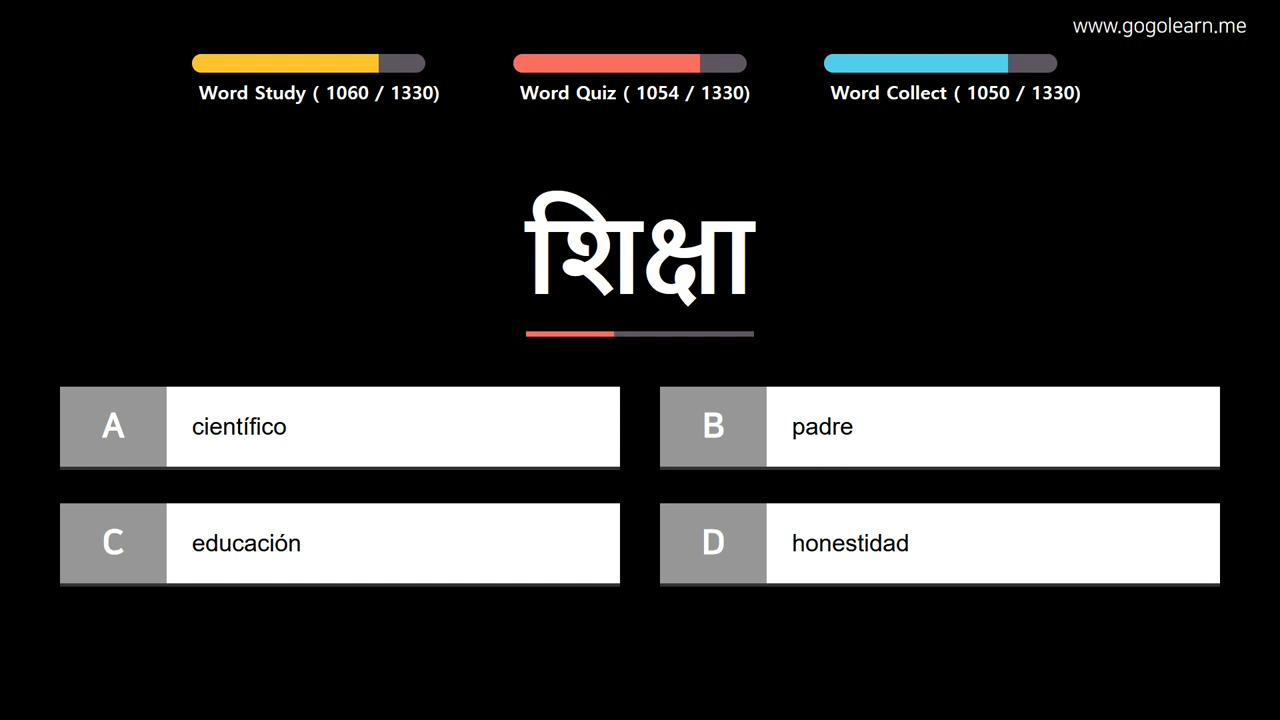 www.gogolearn.me
Word Study ( 1060 / 1330)
Word Quiz ( 1054 / 1330)
Word Collect ( 1050 / 1330)
शिक्षा
A científico
B padre
C educación
D honestidad